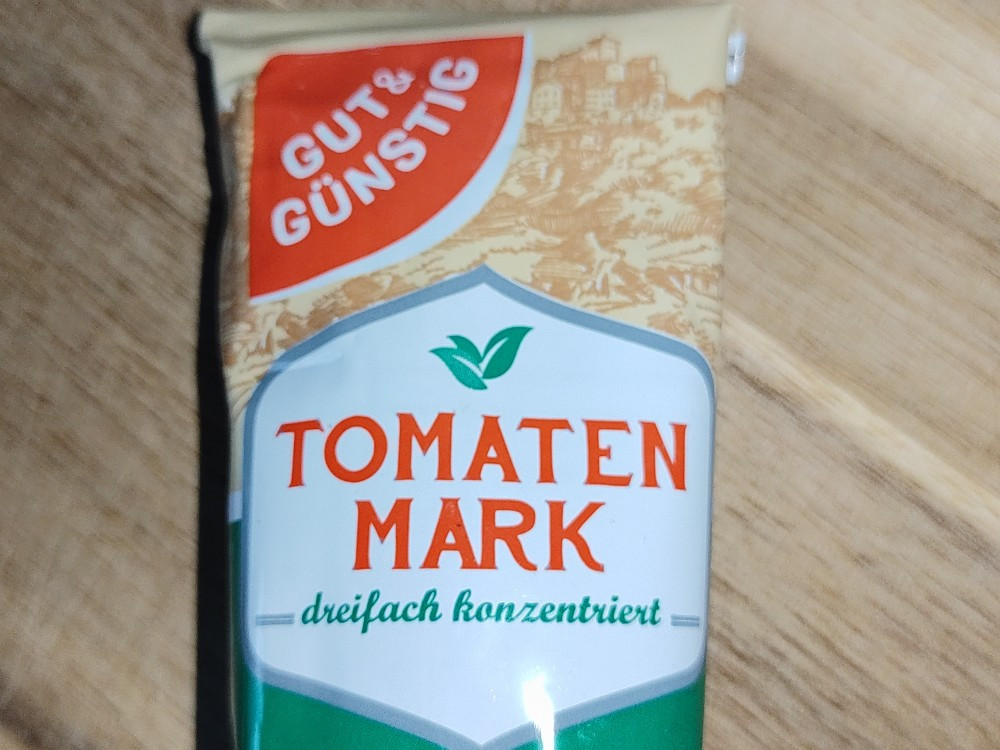 GUT &
GÜNSTIG
TOMATEN
MARK
dreifach konzentriert